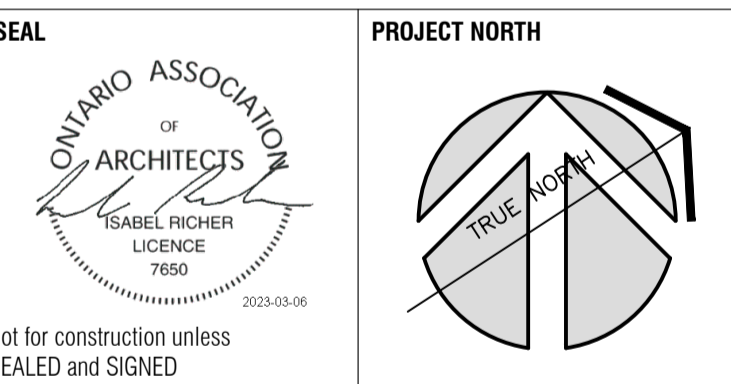 SEAL
ONTARIO ASSOCIATION
OF
ARCHITECTS
ISABEL RICHER
LICENCE
7650
2023-03-06
ot for construction unless
EALED and SIGNED
PROJECT NORTH
TRUE NORTH